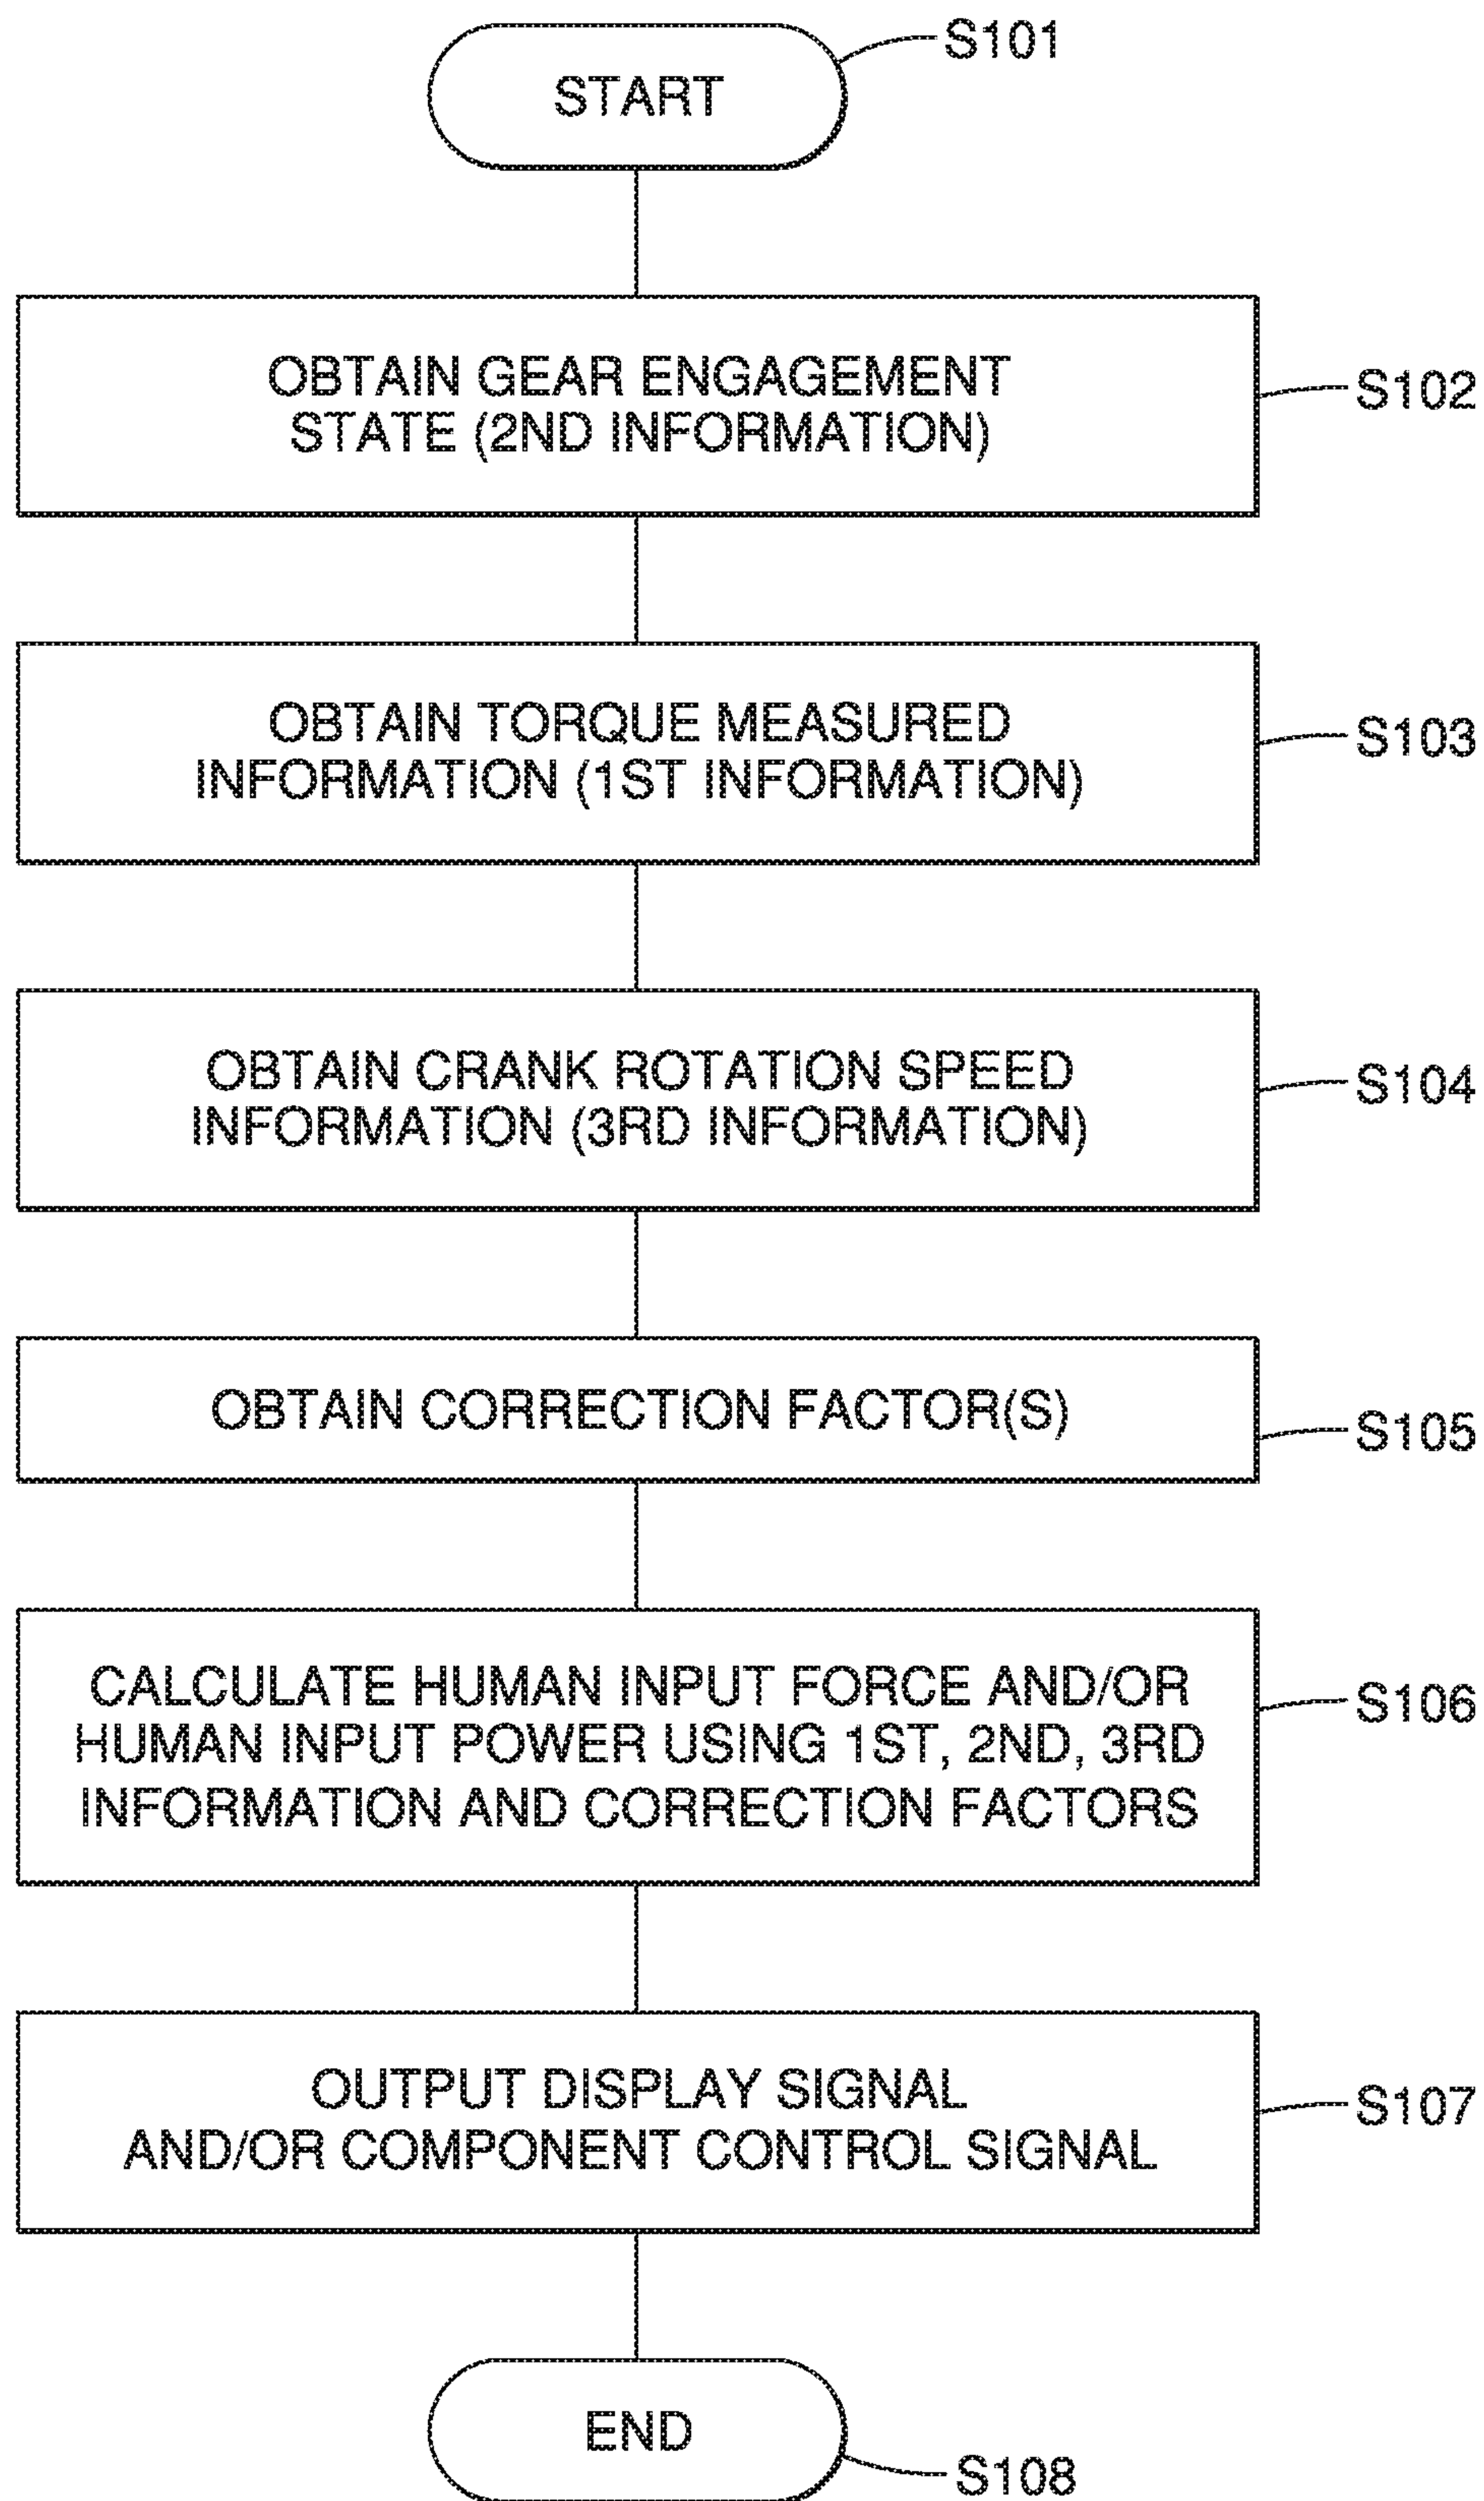 START
S101
OBTAIN GEAR ENGAGEMENT
STATE (2ND INFORMATION)
S102
OBTAIN TORQUE MEASURED
INFORMATION (1ST INFORMATION)
S103
OBTAIN CRANK ROTATION SPEED
INFORMATION (3RD INFORMATION)
S104
OBTAIN CORRECTION FACTOR(S)
S105
CALCULATE HUMAN INPUT FORCE AND/OR
HUMAN INPUT POWER USING 1ST, 2ND, 3RD
INFORMATION AND CORRECTION FACTORS
S106
OUTPUT DISPLAY SIGNAL
AND/OR COMPONENT CONTROL SIGNAL
S107
END
S108